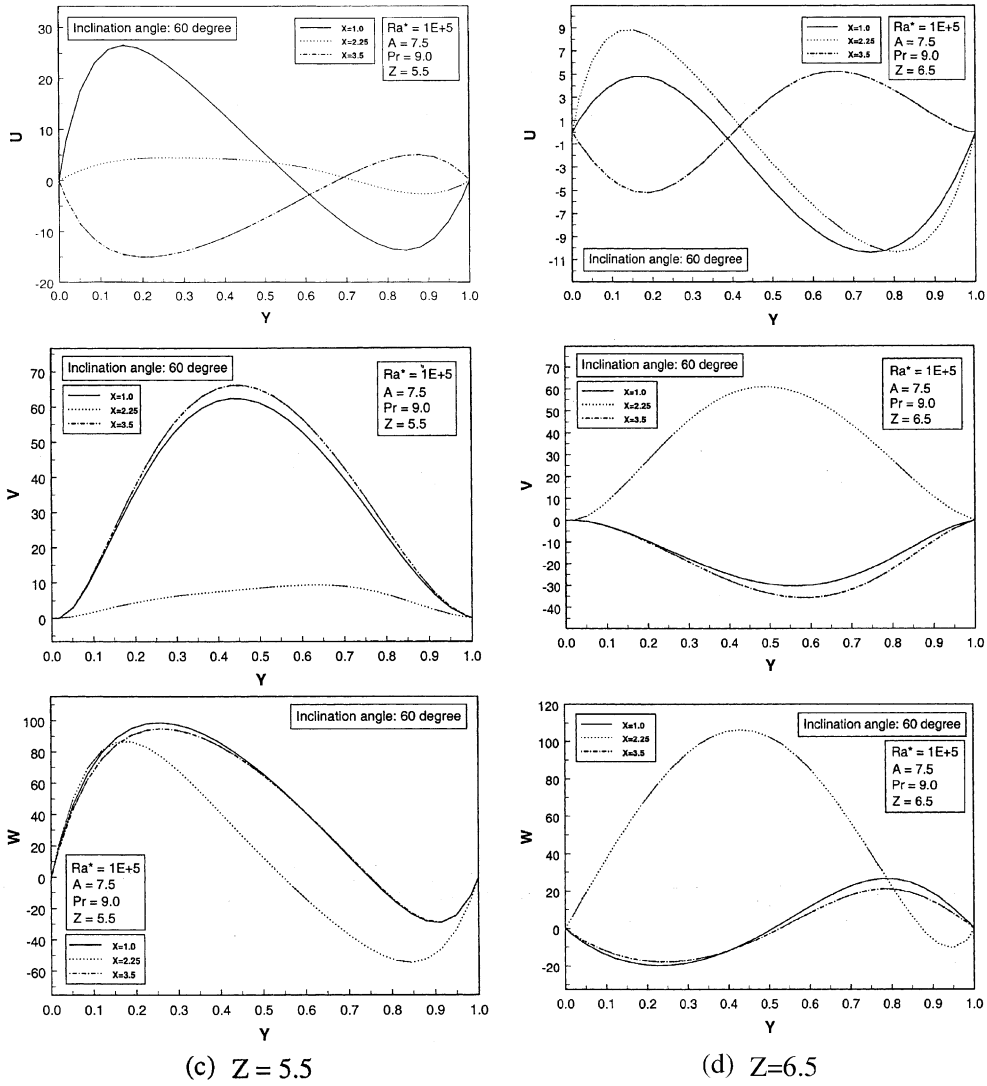 Inclination angle: 60 degree
X=1.0
X=2.25
X=3.5
Ra* = 1E+5
A = 7.5
Pr = 9.0
Z = 5.5
30
20
10
0
-10
-20
U
0.0 0.1 0.2 0.3 0.4 0.5 0.6 0.7 0.8 0.9 1.0
Y
X=1.0
X=2.25
X=3.5
Ra* = 1E+5
A = 7.5
Pr = 9.0
Z = 6.5
9
7
5
3
1
-1
-3
-5
-7
-9
-11
U
Inclination angle: 60 degree
0.0 0.1 0.2 0.3 0.4 0.5 0.6 0.7 0.8 0.9 1.0
Y
Inclination angle: 60 degree
X=1.0
X=2.25
X=3.5
Ra* = 1E+5
A = 7.5
Pr = 9.0
Z = 5.5
70
60
50
40
30
20
10
0
V
0.0 0.1 0.2 0.3 0.4 0.5 0.6 0.7 0.8 0.9 1.0
Y
Inclination angle: 60 degree
X=1.0
X=2.25
X=3.5
Ra* = 1E+5
A = 7.5
Pr = 9.0
Z = 6.5
70
60
50
40
30
20
10
0
-10
-20
-30
-40
V
0.0 0.1 0.2 0.3 0.4 0.5 0.6 0.7 0.8 0.9 1.0
Y
Inclination angle: 60 degree
100
80
60
40
20
0
-20
-40
-60
W
Ra* = 1E+5
A = 7.5
Pr = 9.0
Z = 5.5
X=1.0
X=2.25
X=3.5
0.0 0.1 0.2 0.3 0.4 0.5 0.6 0.7 0.8 0.9 1.0
Y
X=1.0
X=2.25
X=3.5
Inclination angle: 60 degree
Ra* = 1E+5
A = 7.5
Pr = 9.0
Z = 6.5
120
100
80
60
40
20
0
-20
W
0.0 0.1 0.2 0.3 0.4 0.5 0.6 0.7 0.8 0.9 1.0
Y
(c) Z = 5.5
(d) Z=6.5